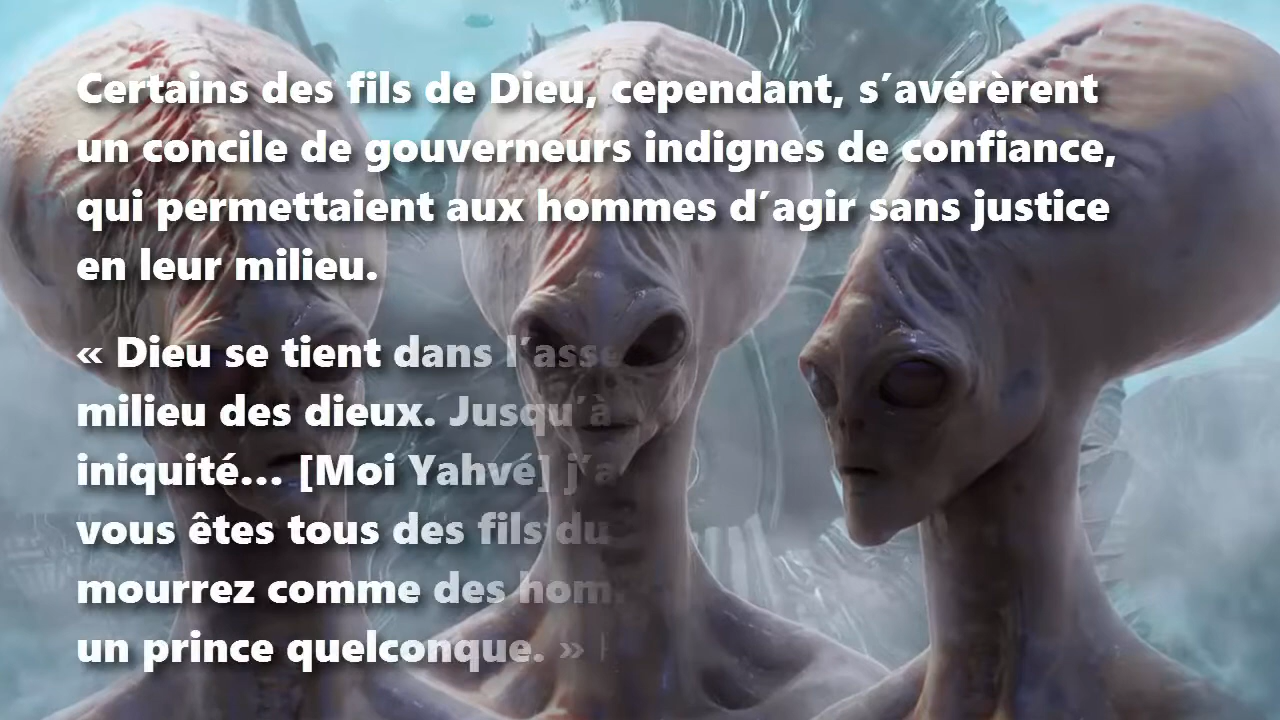 Certains des fils de Dieu, cependant, s´avérèrent
un concile de gouverneurs indignes de confiance,
qui permettaient aux hommes d´agir sans justice
en leur milieu.
« Dieu se tient dans
milieu des dieux. Jusqu´à
iniquité... [Moi Yahvé]
vous êtes tous des fils du
mourrez comme des
un prince quelconque. »